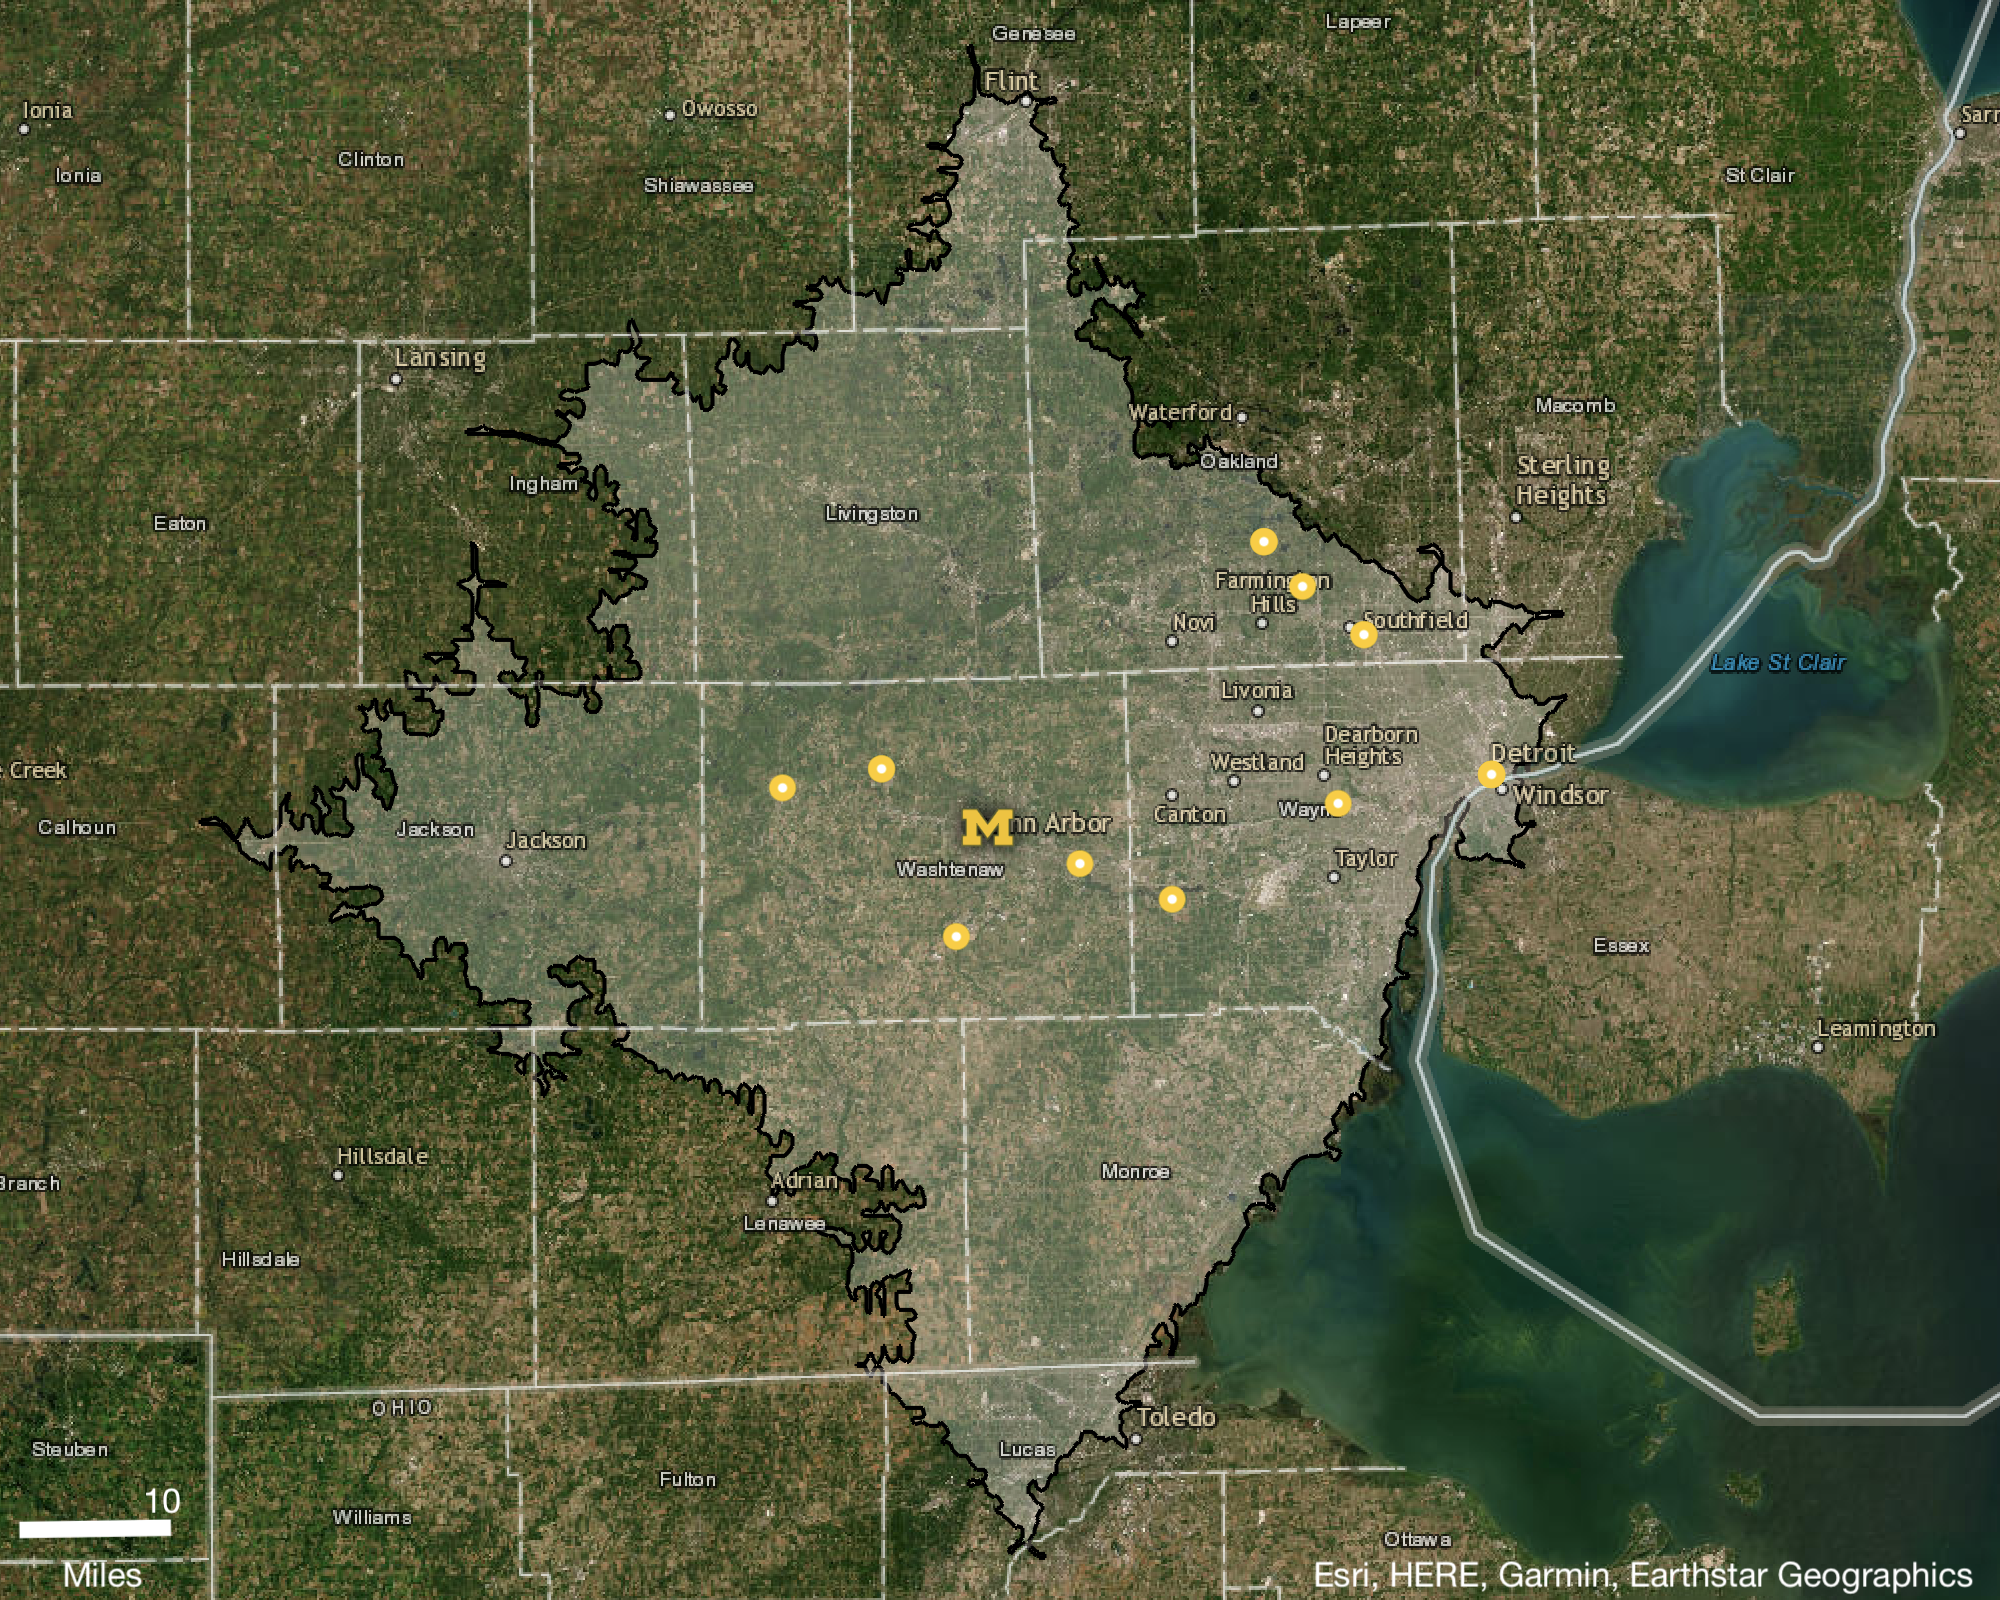 Genesee
Lapeer
Flint
Ionia
Owosso
Clinton
Ionia
Shiawassee
St Clair
Lansing
Waterford
Macomb
Oakland
Sterling
Heights
Ingham
Livingston
Eaton
Farmington
Hills
Novi
Southfield
Lake St Clair
Livonia
Dearborn
Heights
Detroit
Westland
Creek
Windsor
Canton
Wayn
M
nn Arbor
Calhoun
Jackson
Jackson
Taylor
Washtenaw
Essex
Leamington
Hillsdale
Monroe
Branch
Adrian
Lenawee
Hillsdale
OHIO
Toledo
Steuben
Lucas
Fulton
10
Williams
Ottawa
Miles
Esri, HERE, Garmin, Earthstar Geographics